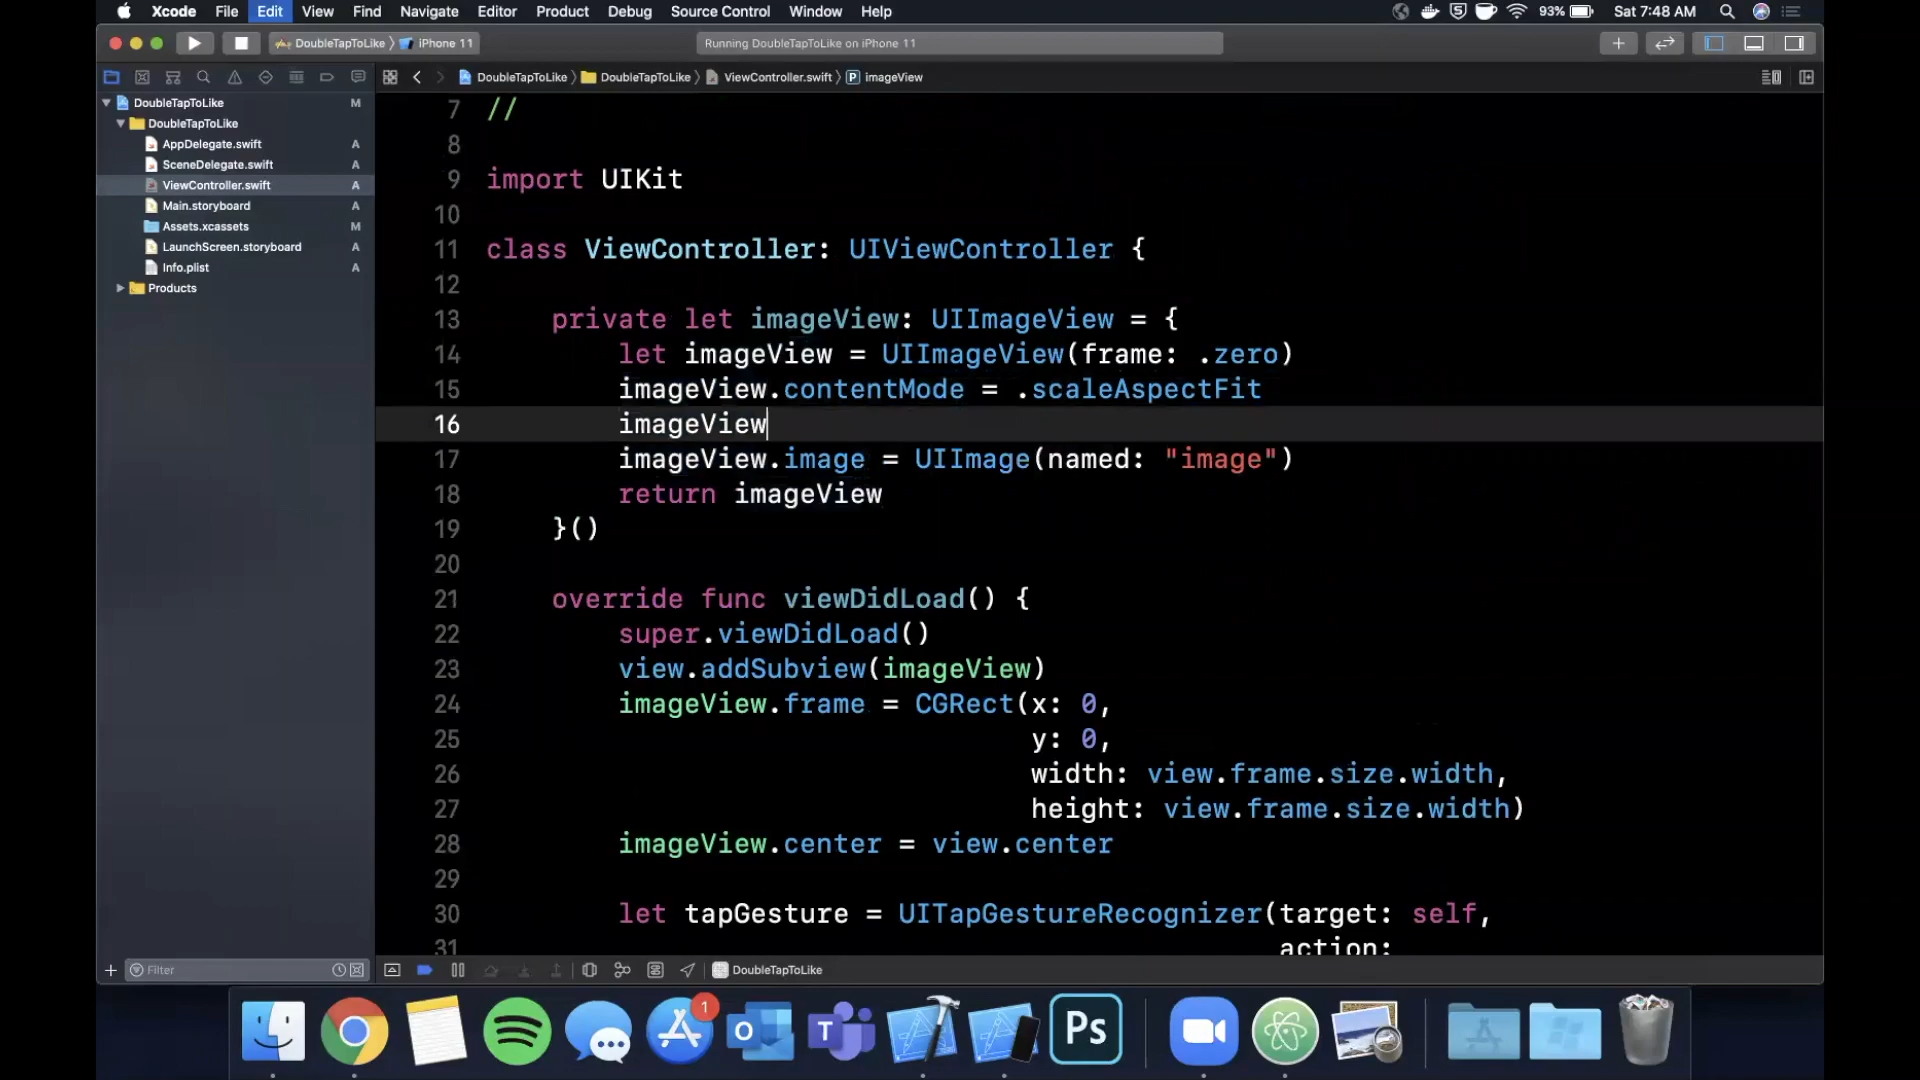 Xcode File Edit View Find Navigate Editor Product Debug Source Control Window Help 93% Sat 7:48 AM
DoubleTapToLike iPhone 11 Running DoubleTapToLike on iPhone 11
DoubleTapToLike DoubleTapToLike ViewController.swift P imageView
DoubleTapToLike M
DoubleTapToLike
AppDelegate.swift A
SceneDelegate.swift A
ViewController.swift A
Main.storyboard A
Assets.xcassets M
LaunchScreen.storyboard A
Info.plist A
Products
7 //
8
9 import UIKit
10
11 class ViewController: UIViewController {
12
13 private let imageView: UIImageView = {
14 let imageView = UIImageView(frame: .zero)
15 imageView.contentMode = .scaleAspectFit
16 imageView
17 imageView.image = UIImage(named: "image")
18 return imageView
19 }()
20
21 override func viewDidLoad() {
22 super.viewDidLoad()
23 view.addSubview(imageView)
24 imageView.frame = CGRect(x: 0,
25 y: 0,
26 width: view.frame.size.width,
27 height: view.frame.size.width)
28 imageView.center = view.center
29
30 let tapGesture = UITapGestureRecognizer(target: self,
31 action:
Filter DoubleTapToLike
1
Ps